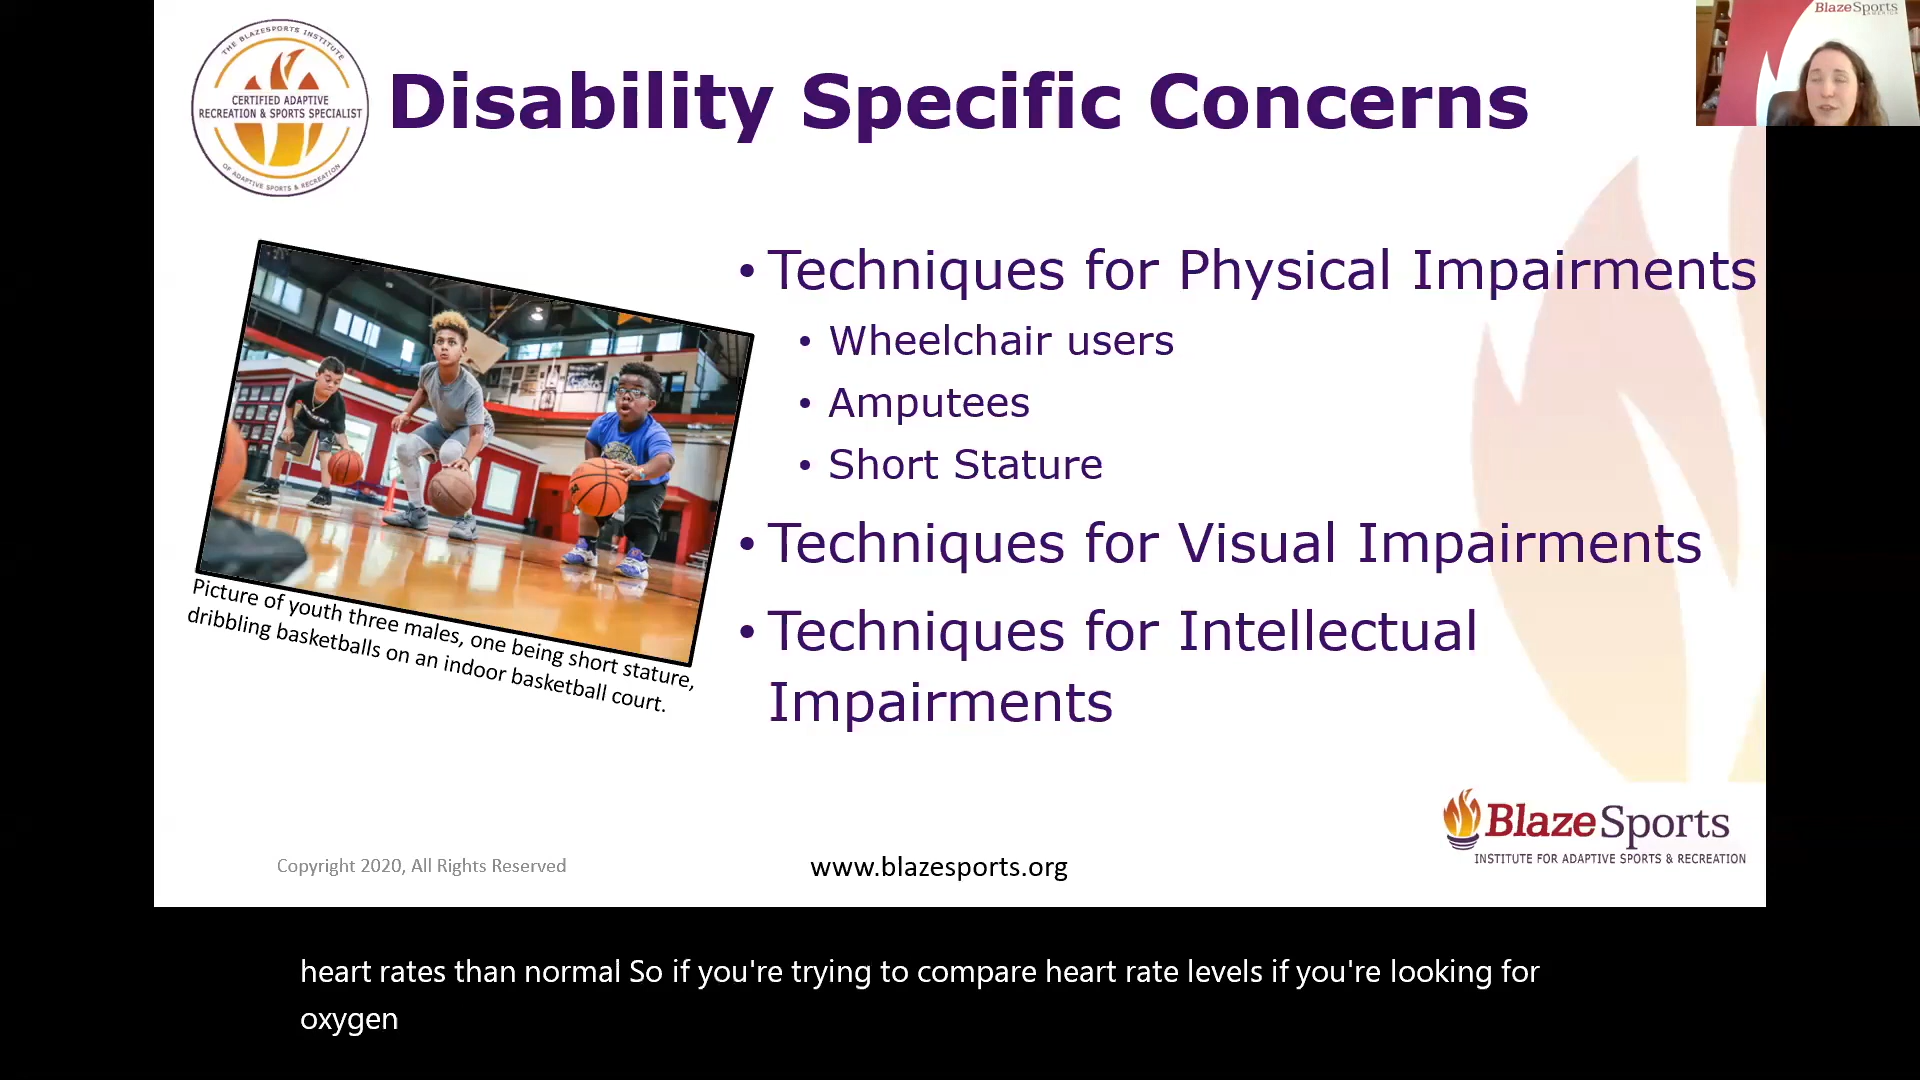 THE BLAZESPORTS INSTITUTE
CERTIFIED ADAPTIVE
RECREATION & SPORTS SPECIALIST
OF ADAPTIVE SPORTS & RECREATION
Disability Specific Concerns
BlazeSports
AMERICA
• Techniques for Physical Impairments
• Wheelchair users
• Amputees
• Short Stature
• Techniques for Visual Impairments
• Techniques for Intellectual
Impairments
Picture of youth three males, one being short stature,
dribbling basketballs on an indoor basketball court.
BlazeSports
INSTITUTE FOR ADAPTIVE SPORTS & RECREATION
Copyright 2020, All Rights Reserved
www.blazesports.org
heart rates than normal So if you're trying to compare heart rate levels if you're looking for
oxygen